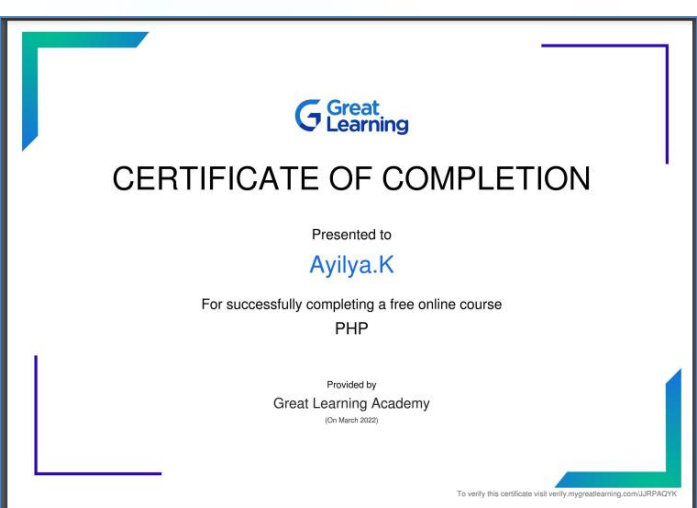 Great
Learning
CERTIFICATE OF COMPLETION
Presented to
Ayilya.K
For successfully completing a free online course
PHP
Provided by
Great Learning Academy
(On March 2022)
To verify this certificate visit verify.mygreatlearning.com/JJRPAQYK